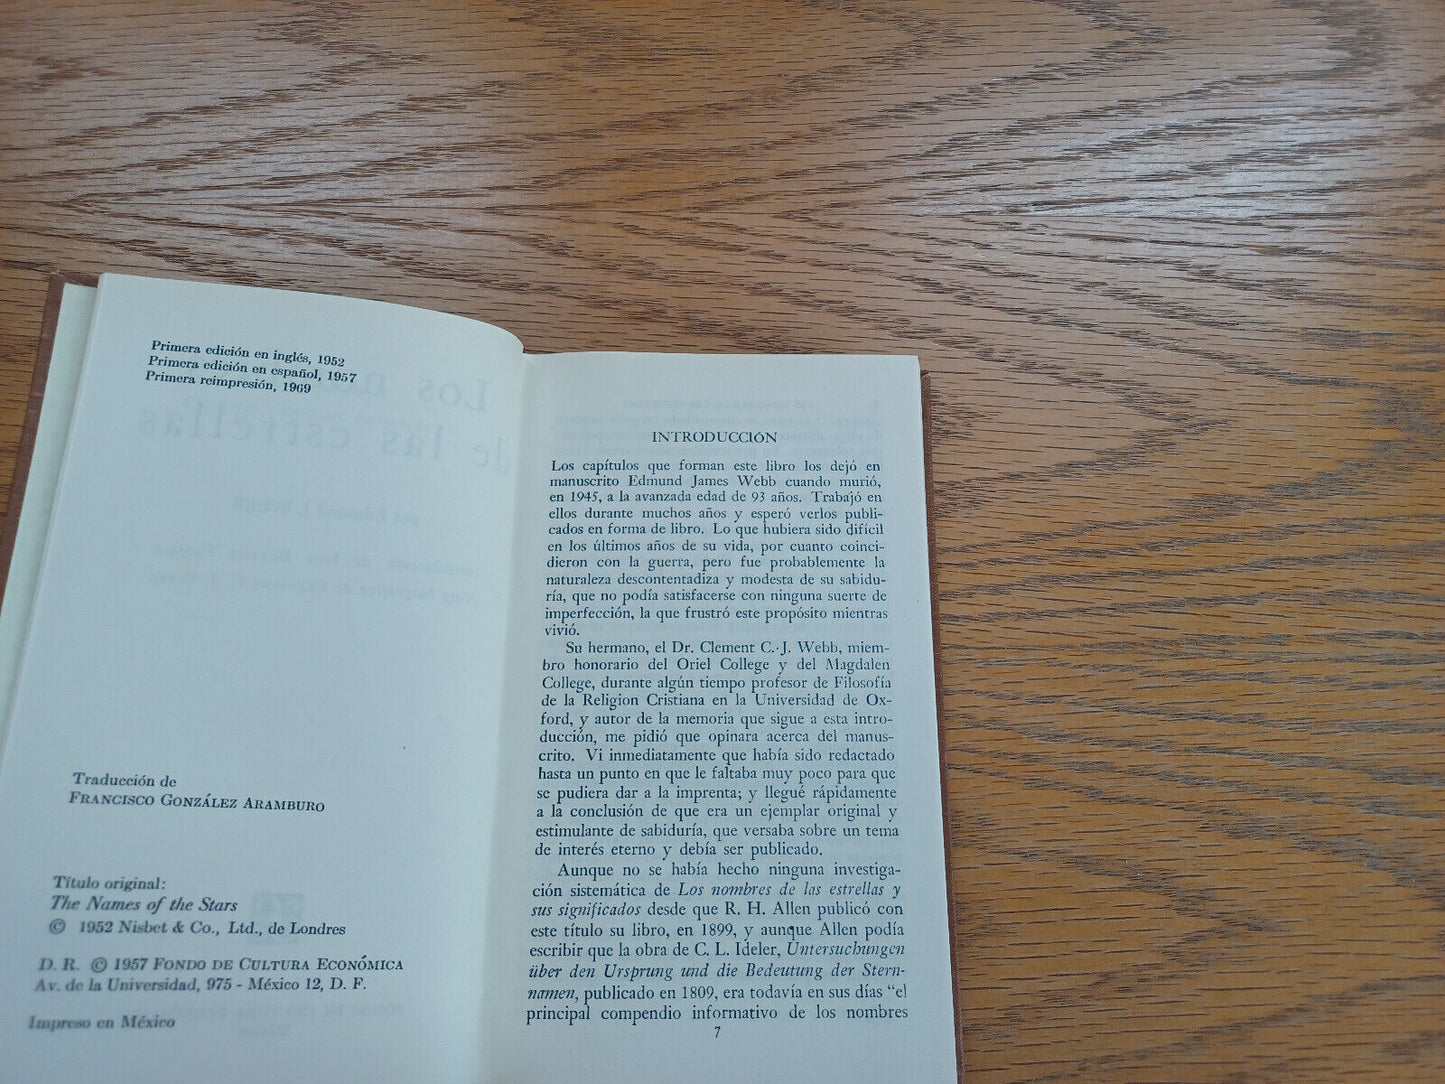 Primera edición en inglés, 1952
Primera edición en español, 1957
Primera reimpresión, 1969
Traducción de
FRANCISCO GONZÁLEZ ARAMBURO
Título original:
The Names of the Stars
© 1952 Nisbet & Co., Ltd., de Londres
D. R. © 1957 FONDO DE CULTURA ECONÓMICA
Av. de la Universidad, 975 - México 12, D. F.
Impreso en México
INTRODUCCIÓN
Los capítulos que forman este libro los dejó en
manuscrito Edmund James Webb cuando murió,
en 1945, a la avanzada edad de 93 años. Trabajó en
ellos durante muchos años y esperó verlos publi-
cados en forma de libro. Lo que hubiera sido difícil
en los últimos años de su vida, por cuanto coinci-
dieron con la guerra, pero fue probablemente la
naturaleza descontentadiza y modesta de su sabidu-
ría, que no podía satisfacerse con ninguna suerte de
imperfección, la que frustró este propósito mientras
vivió.
Su hermano, el Dr. Clement C. J. Webb, miem-
bro honorario del Oriel College y del Magdalen
College, durante algún tiempo profesor de Filosofía
de la Religion Cristiana en la Universidad de Ox-
ford, y autor de la memoria que sigue a esta intro-
ducción, me pidió que opinara acerca del manus-
crito. Vi inmediatamente que había sido redactado
hasta un punto en que le faltaba muy poco para que
se pudiera dar a la imprenta; y llegué rápidamente
a la conclusión de que era un ejemplar original y
estimulante de sabiduría, que versaba sobre un tema
de interés eterno y debía ser publicado.
Aunque no se había hecho ninguna investiga-
ción sistemática de Los nombres de las estrellas y
sus significados desde que R. H. Allen publicó con
este título su libro, en 1899, y aunque Allen podía
escribir que la obra de C. L. Ideler, Untersuchungen
über den Ursprung und die Bedeutung der Stern-
namen, publicado en 1809, era todavía en sus días "el
principal compendio informativo de los nombres
7